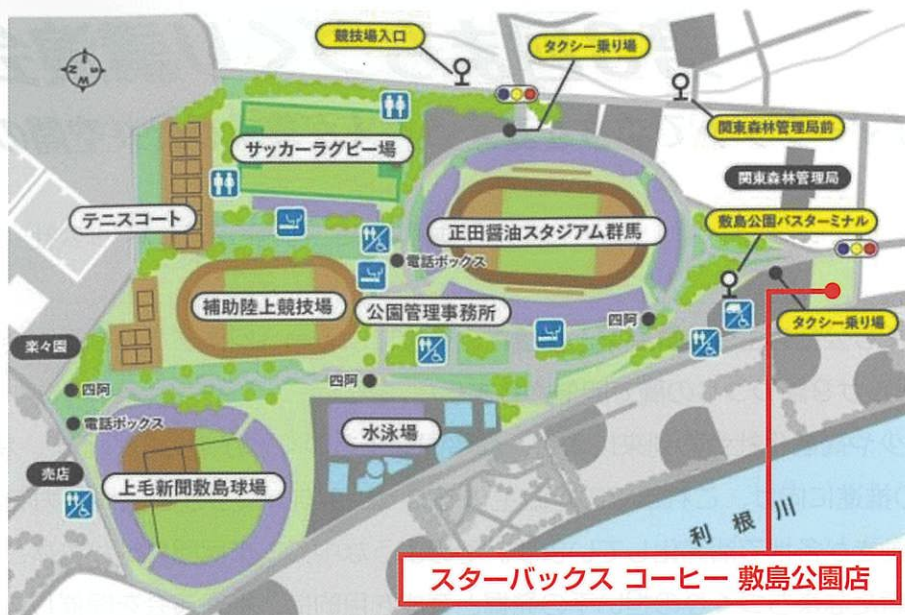 競技場入口
タクシー乗り場
関東森林管理局前
サッカーラグビー場
関東森林管理局
テニスコート
正田醤油スタジアム群馬
敷島公園バスターミナル
電話ボックス
補助陸上競技場
公園管理事務所
四阿
タクシー乗り場
楽々園
四阿
四阿
電話ボックス
水泳場
売店
上毛新聞敷島球場
利根川
スターバックス コーヒー 敷島公園店